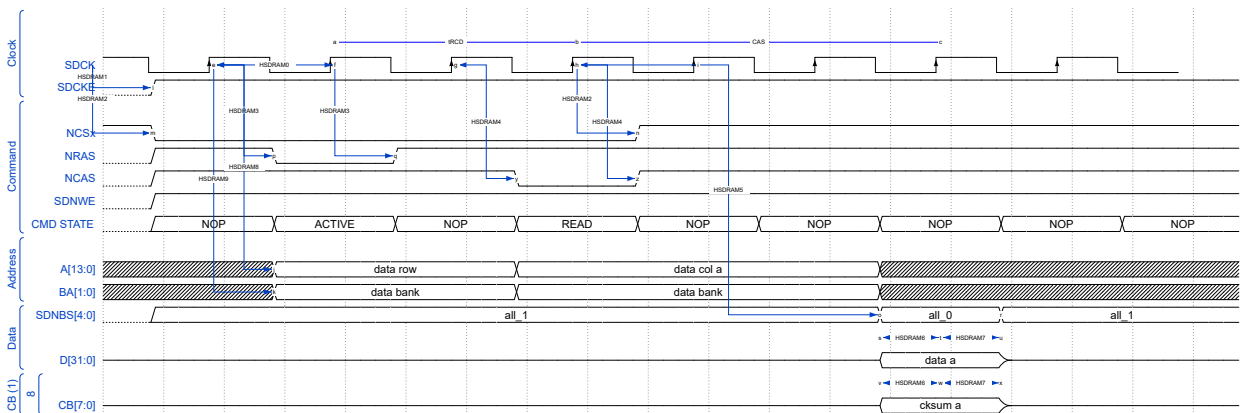 Clock
a tRCD b CAS c
SDCK e HSDRAM0 f g h i
HSDRAM1
SDCKE l
HSDRAM2
Command
HSDRAM3 HSDRAM3 HSDRAM4 HSDRAM2 HSDRAM4
NCSx m n
NRAS p q
HSDRAM8
NCAS y z
HSDRAM9 HSDRAM5
SDNWE
CMD STATE NOP ACTIVE NOP READ NOP NOP NOP NOP NOP
Address
A[13:0] data row data col a
BA[1:0] k data bank data bank
Data
SDNBS[4:0] all_1 o all_0 r all_1
s HSDRAM6 t HSDRAM7 u
D[31:0] data a
CB (1)
8
v HSDRAM6 w HSDRAM7 x
CB[7:0] cksum a